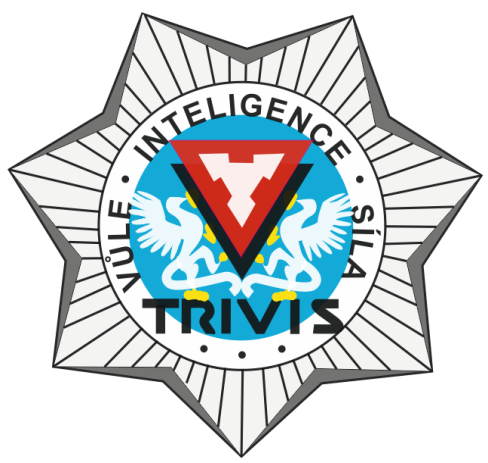 VŮLE · INTELIGENCE · SÍLA
TRIVIS